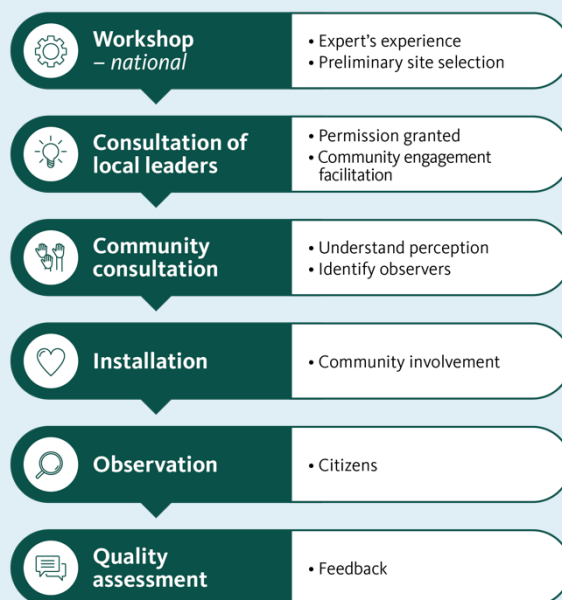 Workshop
– national
• Expert’s experience
• Preliminary site selection
Consultation of
local leaders
• Permission granted
• Community engagement
facilitation
Community
consultation
• Understand perception
• Identify observers
Installation
• Community involvement
Observation
• Citizens
Quality
assessment
• Feedback